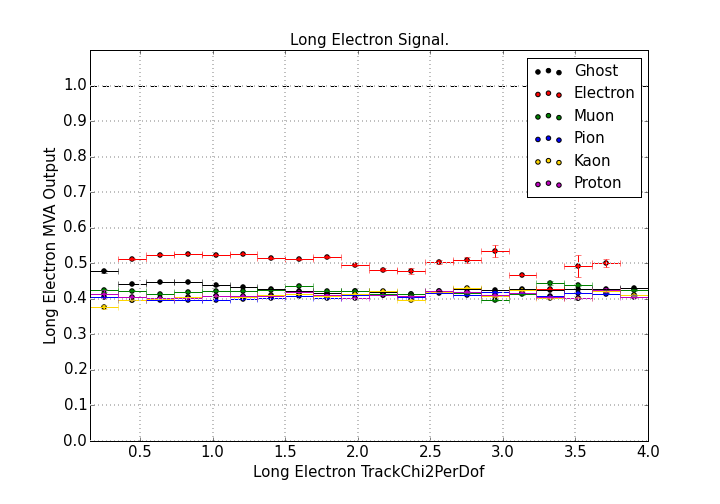 Long Electron Signal.
Ghost
Electron
Muon
Pion
Kaon
Proton
Long Electron MVA Output
1.0
0.9
0.8
0.7
0.6
0.5
0.4
0.3
0.2
0.1
0.0
0.5 1.0 1.5 2.0 2.5 3.0 3.5 4.0
Long Electron TrackChi2PerDof